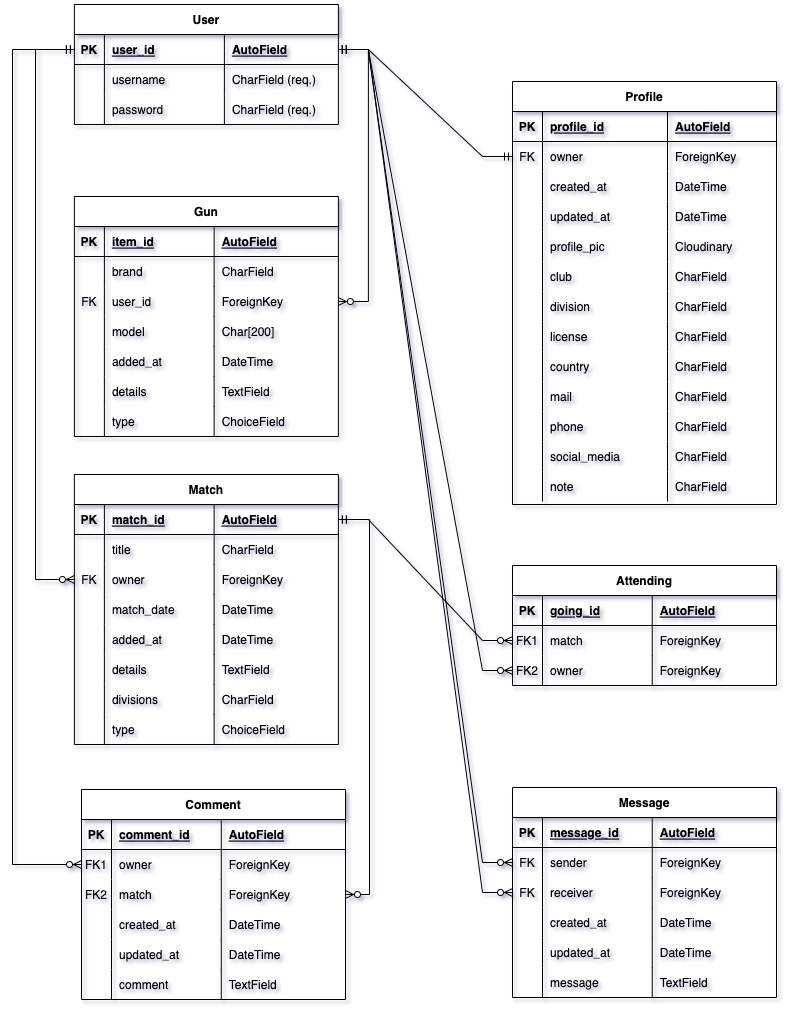 User
PK user_id AutoField
username CharField (req.)
password CharField (req.)
Gun
PK item_id AutoField
brand CharField
FK user_id ForeignKey
model Char[200]
added_at DateTime
details TextField
type ChoiceField
Match
PK match_id AutoField
title CharField
FK owner ForeignKey
match_date DateTime
added_at DateTime
details TextField
divisions CharField
type ChoiceField
Comment
PK comment_id AutoField
FK1 owner ForeignKey
FK2 match ForeignKey
created_at DateTime
updated_at DateTime
comment TextField
Profile
PK profile_id AutoField
FK owner ForeignKey
created_at DateTime
updated_at DateTime
profile_pic Cloudinary
club CharField
division CharField
license CharField
country CharField
mail CharField
phone CharField
social_media CharField
note CharField
Attending
PK going_id AutoField
FK1 match ForeignKey
FK2 owner ForeignKey
Message
PK message_id AutoField
FK sender ForeignKey
FK receiver ForeignKey
created_at DateTime
updated_at DateTime
message TextField